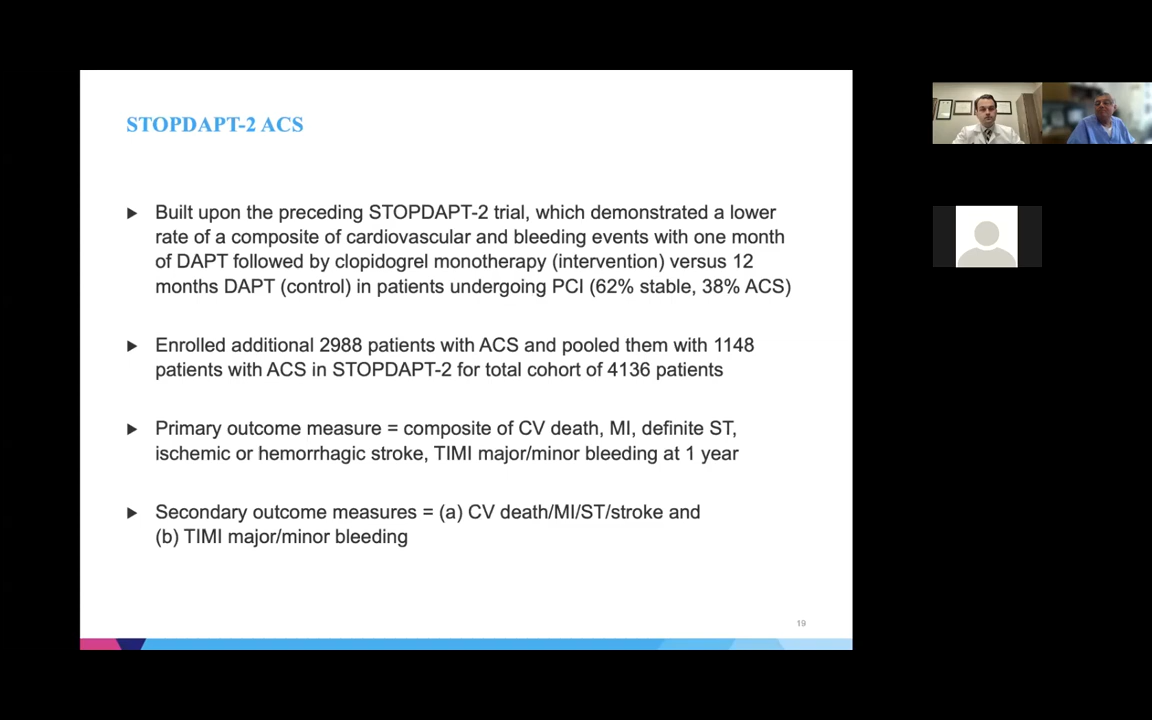 STOPDAPT-2 ACS
▶ Built upon the preceding STOPDAPT-2 trial, which demonstrated a lower
rate of a composite of cardiovascular and bleeding events with one month
of DAPT followed by clopidogrel monotherapy (intervention) versus 12
months DAPT (control) in patients undergoing PCI (62% stable, 38% ACS)
▶ Enrolled additional 2988 patients with ACS and pooled them with 1148
patients with ACS in STOPDAPT-2 for total cohort of 4136 patients
▶ Primary outcome measure = composite of CV death, MI, definite ST,
ischemic or hemorrhagic stroke, TIMI major/minor bleeding at 1 year
▶ Secondary outcome measures = (a) CV death/MI/ST/stroke and
(b) TIMI major/minor bleeding
19